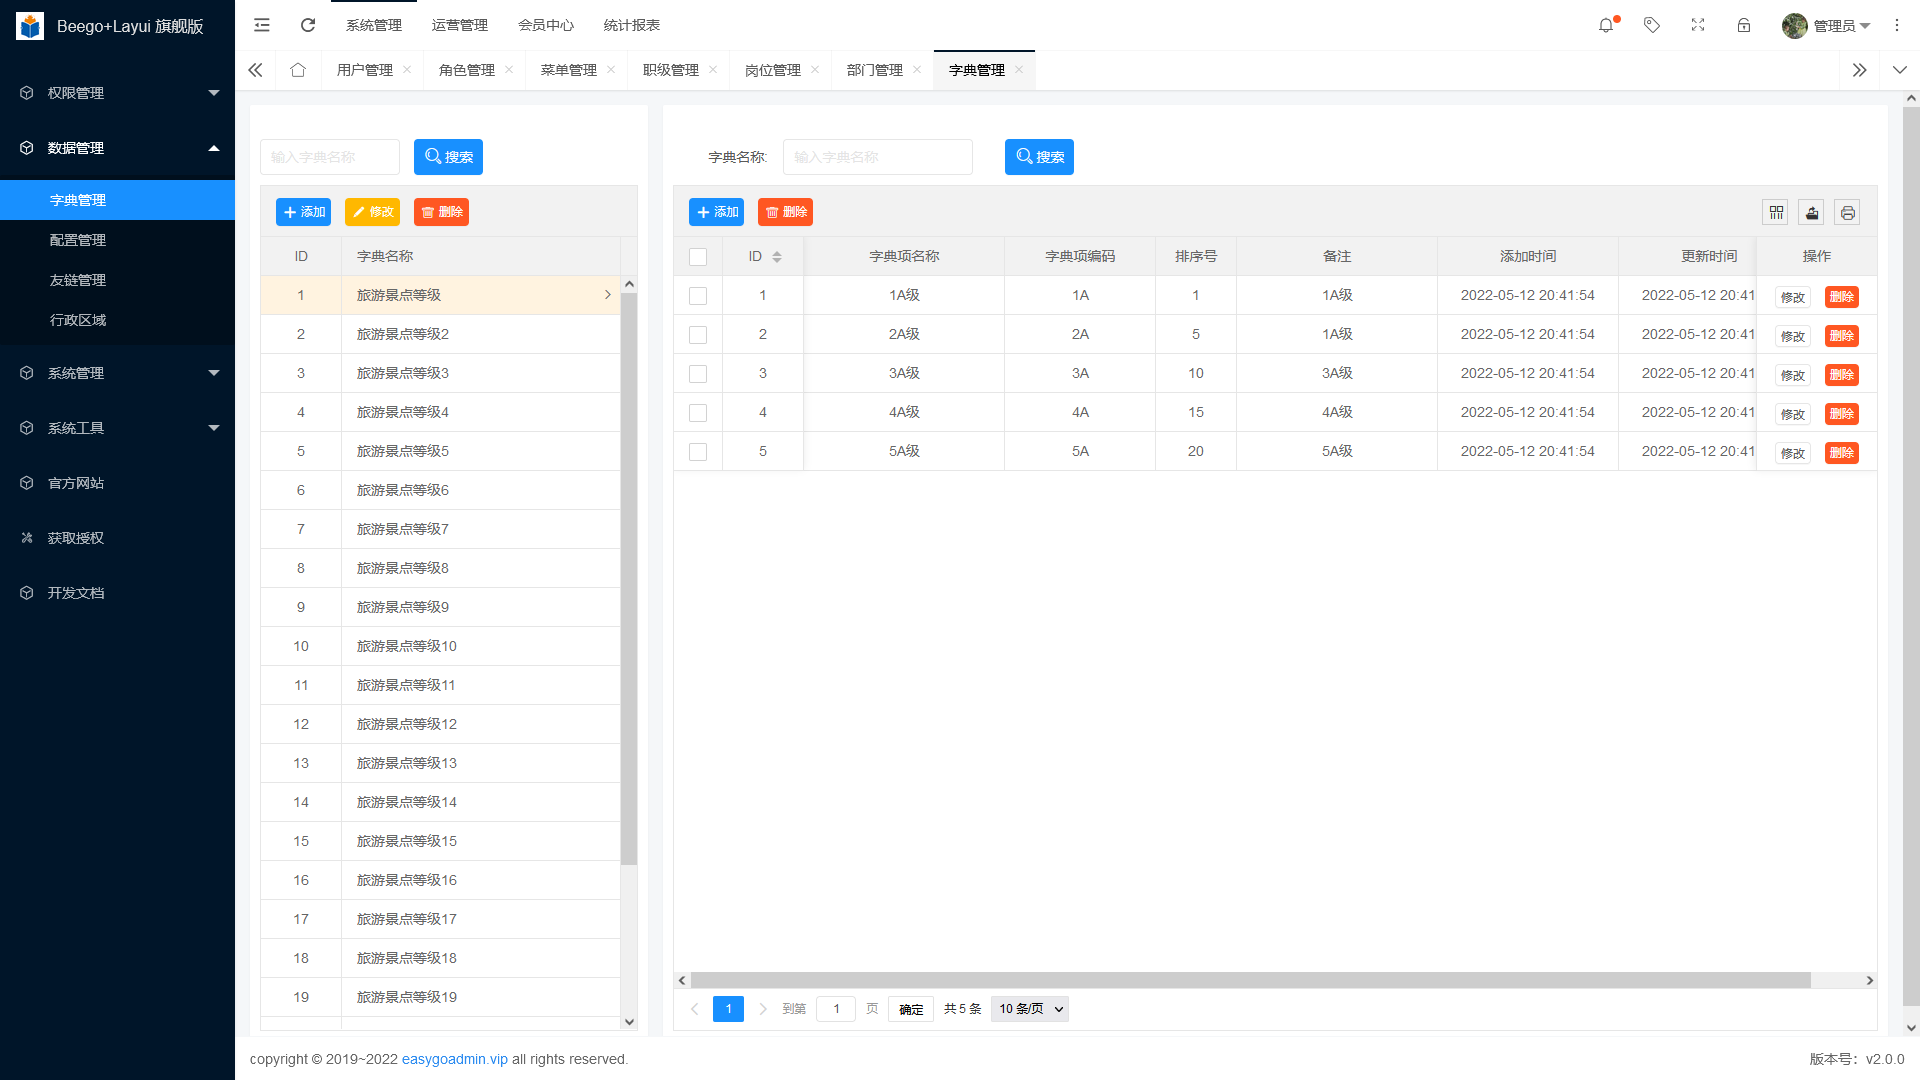 Beego+Layui 旗舰版
系统管理 运营管理 会员中心 统计报表 管理员
用户管理 角色管理 菜单管理 职级管理 岗位管理 部门管理 字典管理
权限管理
数据管理
字典管理
配置管理
友链管理
行政区域
系统管理
系统工具
官方网站
获取授权
开发文档
输入字典名称 搜索
添加 修改 删除
ID 字典名称
1 旅游景点等级
2 旅游景点等级2
3 旅游景点等级3
4 旅游景点等级4
5 旅游景点等级5
6 旅游景点等级6
7 旅游景点等级7
8 旅游景点等级8
9 旅游景点等级9
10 旅游景点等级10
11 旅游景点等级11
12 旅游景点等级12
13 旅游景点等级13
14 旅游景点等级14
15 旅游景点等级15
16 旅游景点等级16
17 旅游景点等级17
18 旅游景点等级18
19 旅游景点等级19
字典名称: 输入字典名称 搜索
添加 删除
ID 字典项名称 字典项编码 排序号 备注 添加时间 更新时间 操作
1 1A级 1A 1 1A级 2022-05-12 20:41:54 2022-05-12 20:41 修改 删除
2 2A级 2A 5 1A级 2022-05-12 20:41:54 2022-05-12 20:41 修改 删除
3 3A级 3A 10 3A级 2022-05-12 20:41:54 2022-05-12 20:41 修改 删除
4 4A级 4A 15 4A级 2022-05-12 20:41:54 2022-05-12 20:41 修改 删除
5 5A级 5A 20 5A级 2022-05-12 20:41:54 2022-05-12 20:41 修改 删除
1 到第 1 页 确定 共 5 条 10 条/页
copyright © 2019~2022 easygoadmin.vip all rights reserved.
版本号：v2.0.0